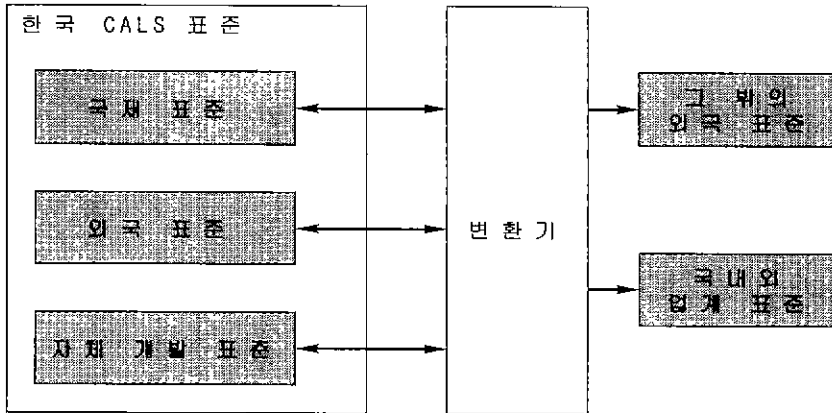 한국 CALS 표준
국제 표준
외국 표준
자체 개발 표준
변환기
그 밖의
외국 표준
국내외
업계 표준